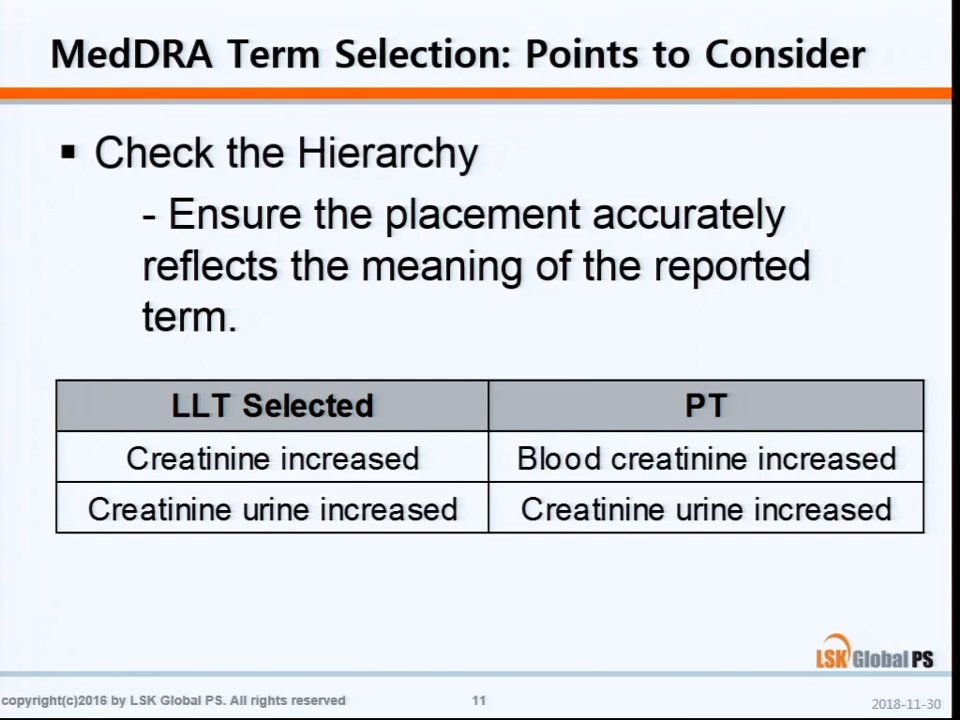 MedDRA Term Selection: Points to Consider
▪ Check the Hierarchy
- Ensure the placement accurately
reflects the meaning of the reported
term.
LLT Selected PT
Creatinine increased Blood creatinine increased
Creatinine urine increased Creatinine urine increased
LSK Global PS
copyright(c)2016 by LSK Global PS. All rights reserved 11 2018-11-30